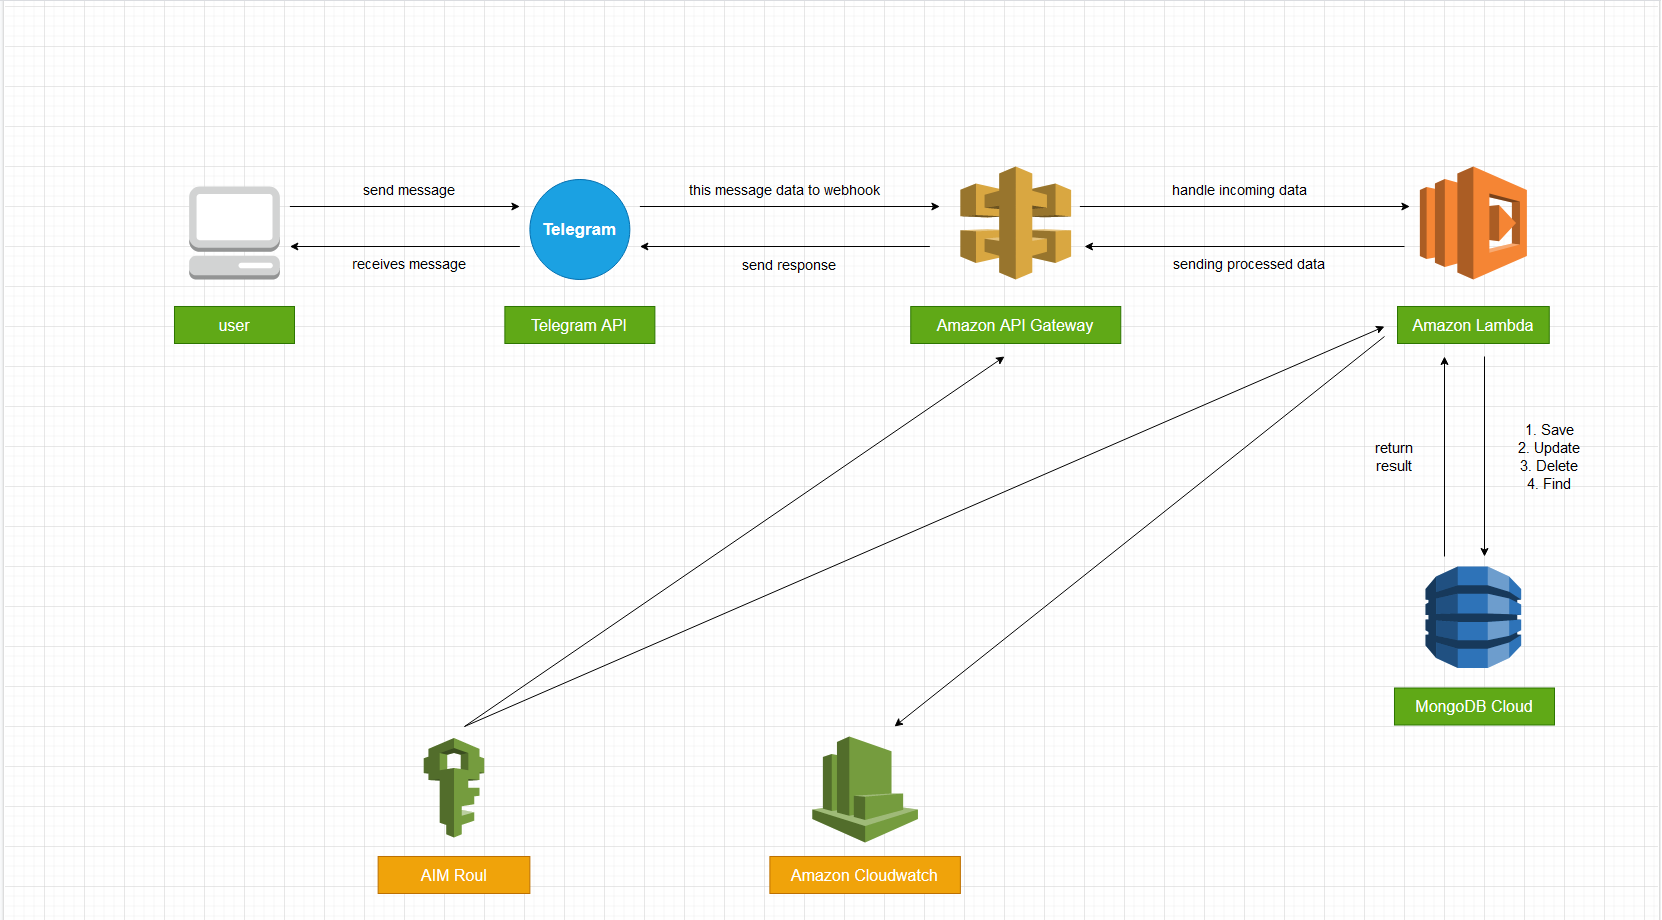 send message
this message data to webhook
handle incoming data
Telegram
receives message
send response
sending processed data
user
Telegram API
Amazon API Gateway
Amazon Lambda
return
result
1. Save
2. Update
3. Delete
4. Find
MongoDB Cloud
AIM Roul
Amazon Cloudwatch